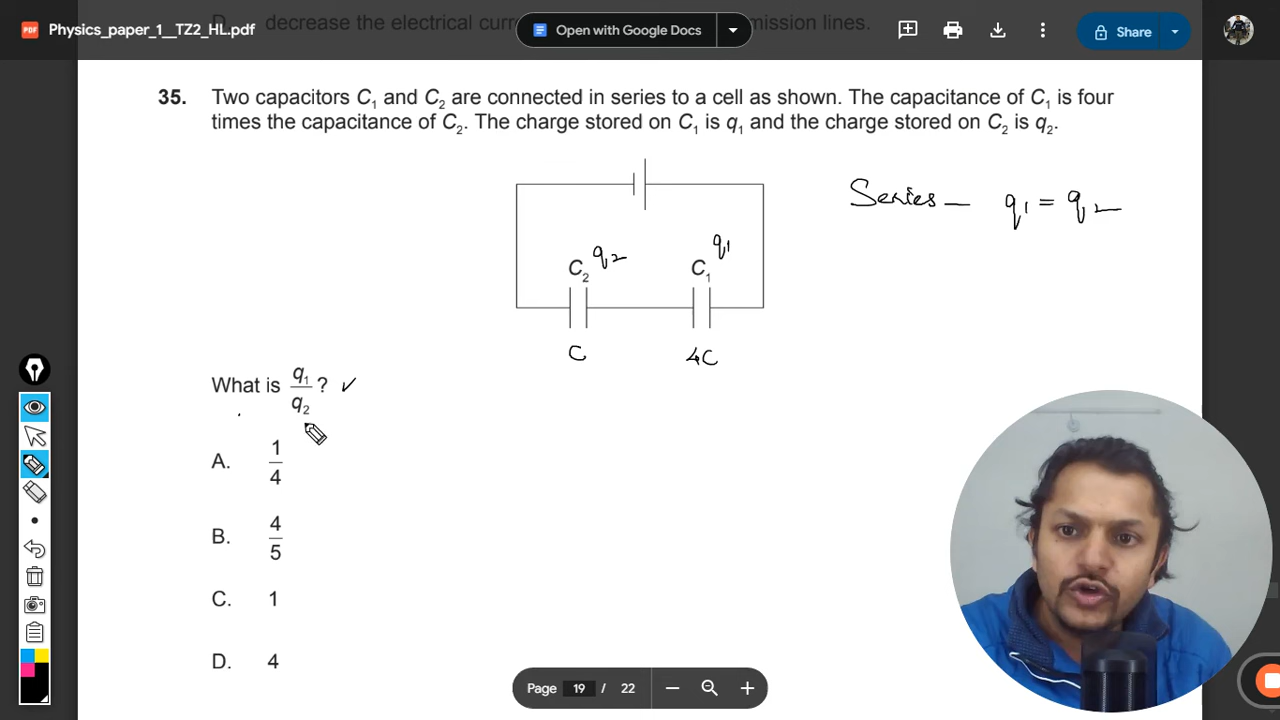 D. decrease the electrical
mission lines.
Physics_paper_1__TZ2_HL.pdf
Open with Google Docs
Share
35. Two capacitors C₁ and C₂ are connected in series to a cell as shown. The capacitance of C₁ is four
times the capacitance of C₂. The charge stored on C₁ is q₁ and the charge stored on C₂ is q₂.
Series — q₁ = q₂
C₂ q₂ C₁ q₁
C 4C
What is q₁/q₂ ? ✓
A. 1/4
B. 4/5
C. 1
D. 4
Page 19 / 22